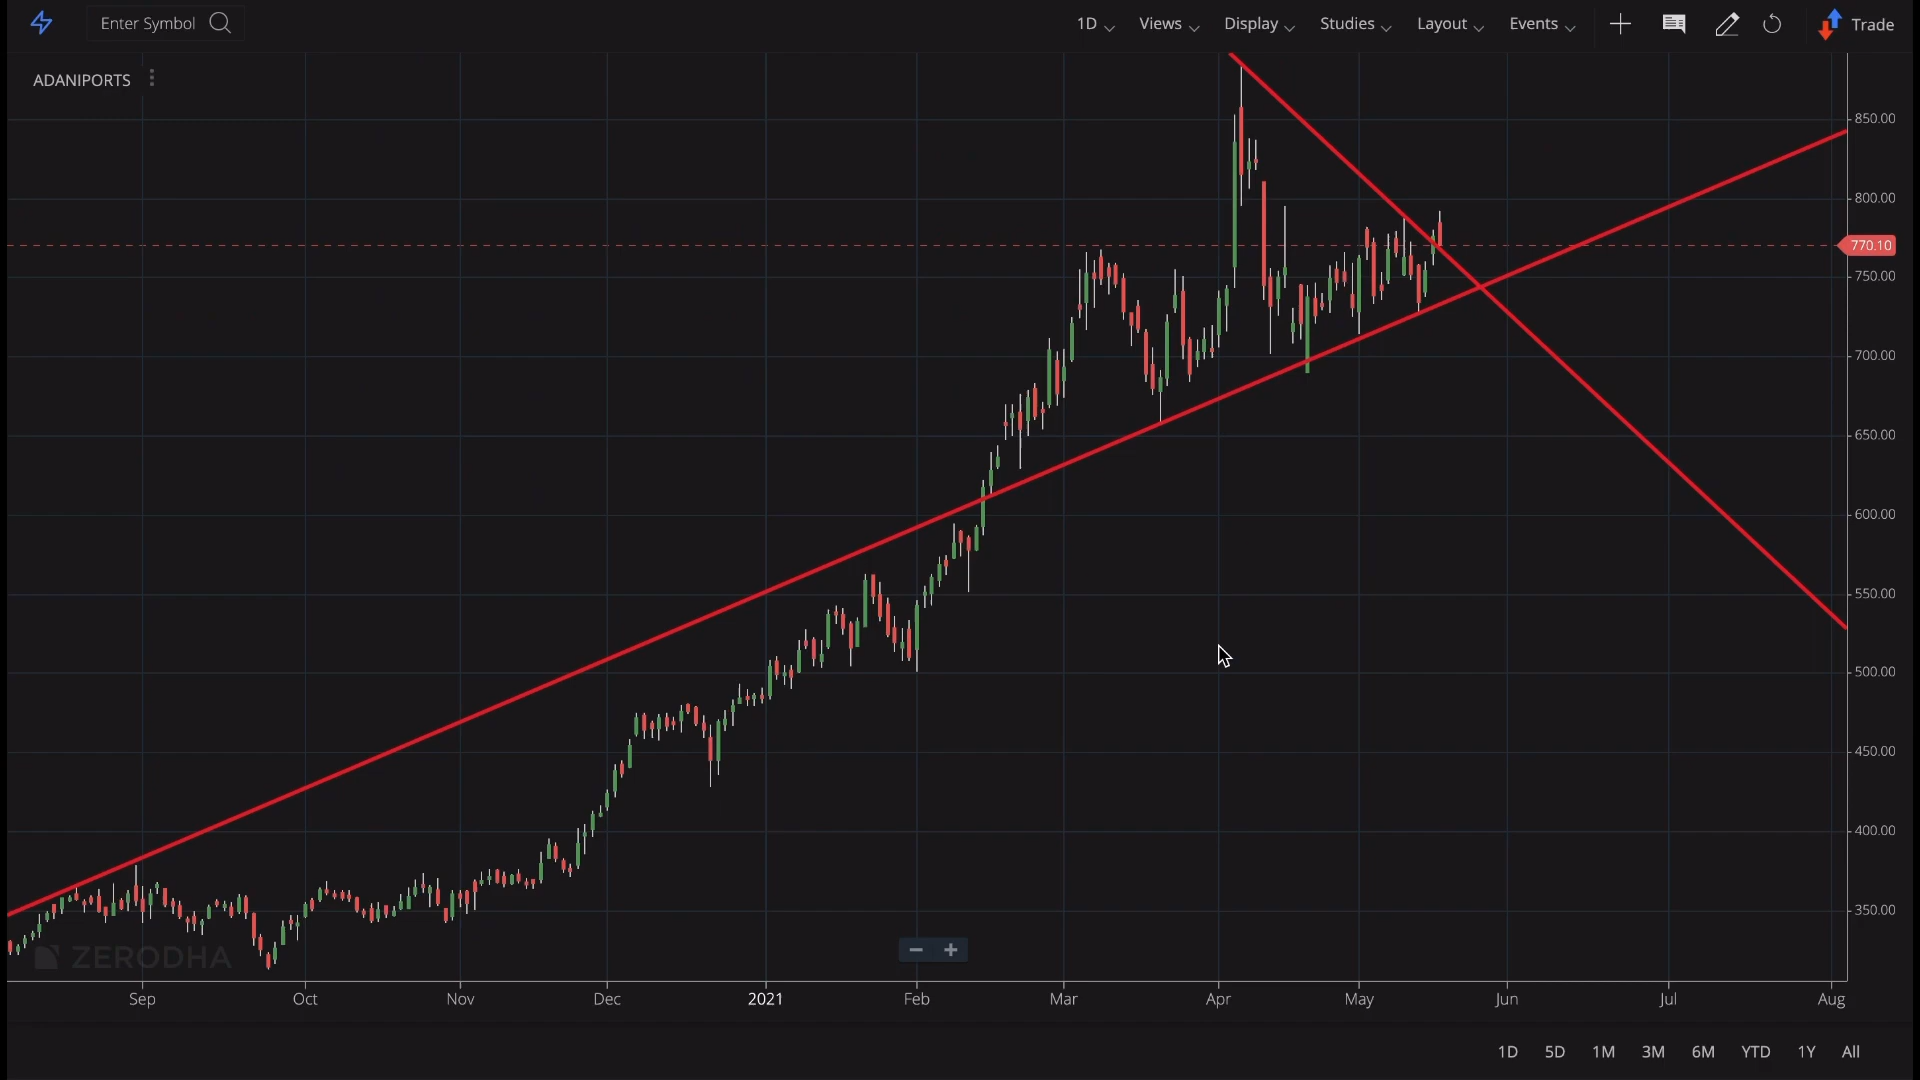 Enter Symbol 1D Views Display Studies Layout Events Trade
ADANIPORTS
850.00
800.00
770.10
750.00
700.00
650.00
600.00
550.00
500.00
450.00
400.00
350.00
ZERODHA
Sep Oct Nov Dec 2021 Feb Mar Apr May Jun Jul Aug
1D 5D 1M 3M 6M YTD 1Y All